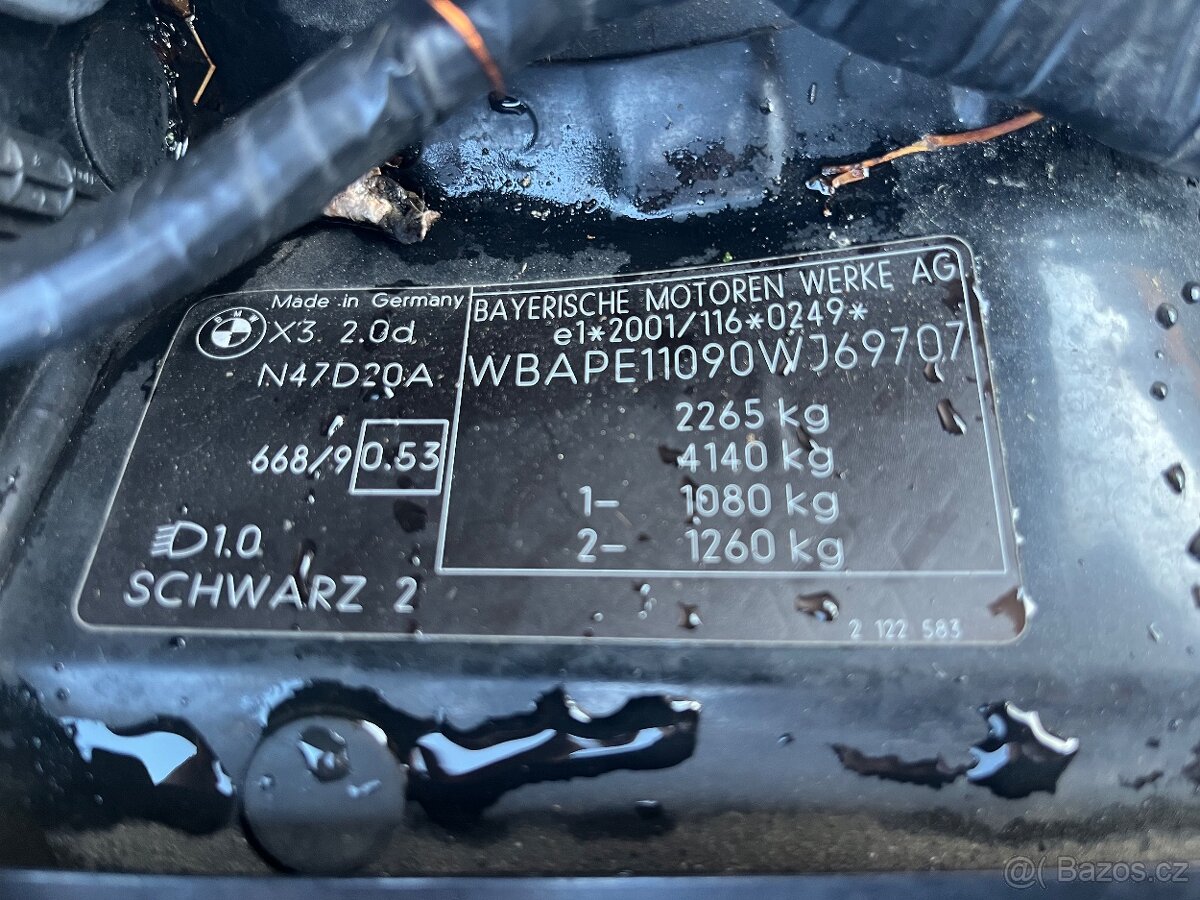 Made in Germany
BMW
X3 2.0d
N47D20A
668/9 0.53
D1.0
SCHWARZ 2
BAYERISCHE MOTOREN WERKE AG
e1*2001/116*0249*
WBAPE11090WJ69707
2265 kg
4140 kg
1– 1080 kg
2– 1260 kg
2 122 583
@ Bazos.cz